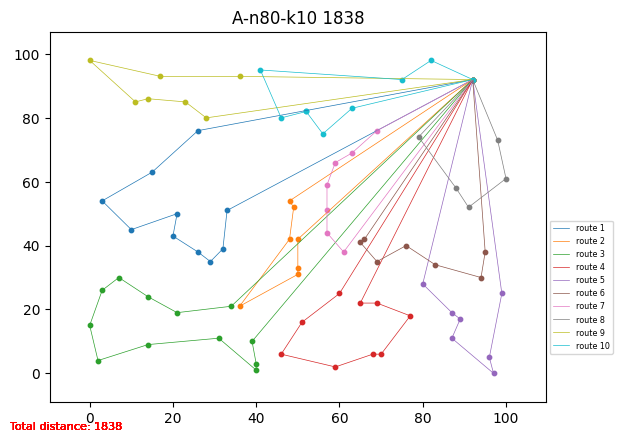 A-n80-k10 1838
100
80
60
40
20
0
0 20 40 60 80 100
route 1
route 2
route 3
route 4
route 5
route 6
route 7
route 8
route 9
route 10
Total distance: 1838